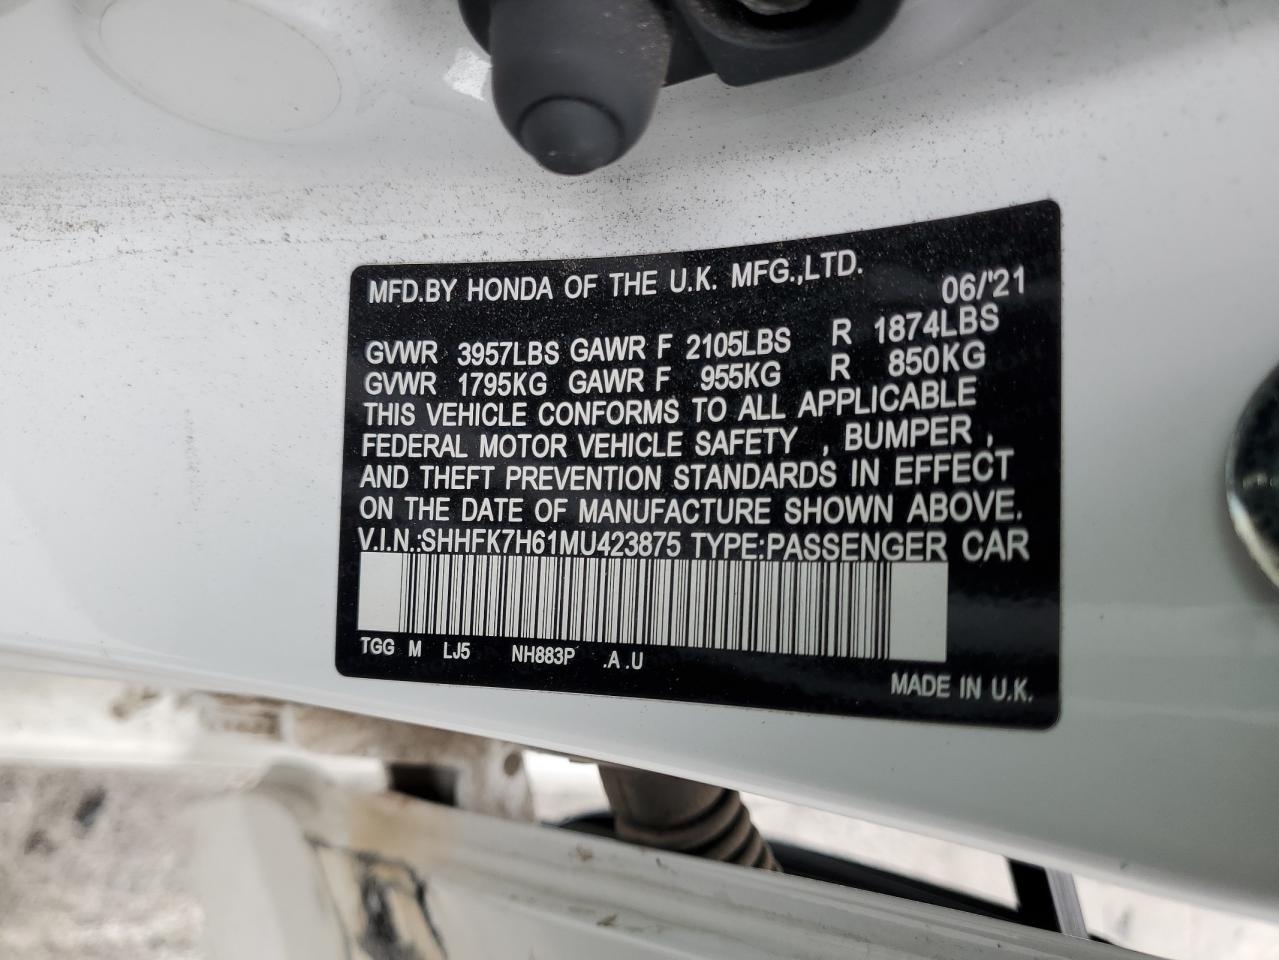 MFD.BY HONDA OF THE U.K. MFG.,LTD. 06/'21
GVWR 3957LBS GAWR F 2105LBS R 1874LBS
GVWR 1795KG GAWR F 955KG R 850KG
THIS VEHICLE CONFORMS TO ALL APPLICABLE
FEDERAL MOTOR VEHICLE SAFETY , BUMPER ,
AND THEFT PREVENTION STANDARDS IN EFFECT
ON THE DATE OF MANUFACTURE SHOWN ABOVE.
V.I.N.:SHHFK7H61MU423875 TYPE:PASSENGER CAR
TGG M LJ5 NH883P .A .U
MADE IN U.K.